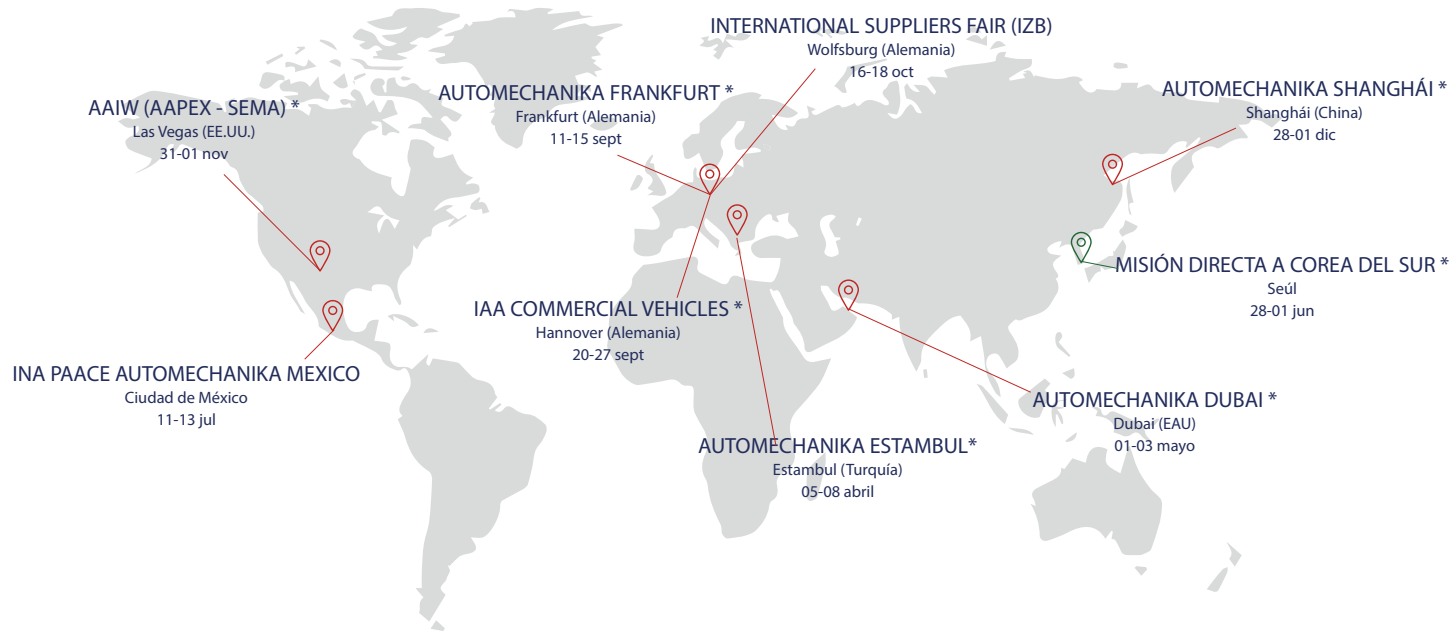 INTERNATIONAL SUPPLIERS FAIR (IZB)
Wolfsburg (Alemania)
16-18 oct
AUTOMECHANIKA FRANKFURT *
Frankfurt (Alemania)
11-15 sept
AUTOMECHANIKA SHANGHÁI *
Shanghái (China)
28-01 dic
AAIW (AAPEX - SEMA) *
Las Vegas (EE.UU.)
31-01 nov
MISIÓN DIRECTA A COREA DEL SUR *
Seúl
28-01 jun
IAA COMMERCIAL VEHICLES *
Hannover (Alemania)
20-27 sept
INA PAACE AUTOMECHANIKA MEXICO
Ciudad de México
11-13 jul
AUTOMECHANIKA DUBAI *
Dubai (EAU)
01-03 mayo
AUTOMECHANIKA ESTAMBUL*
Estambul (Turquía)
05-08 abril